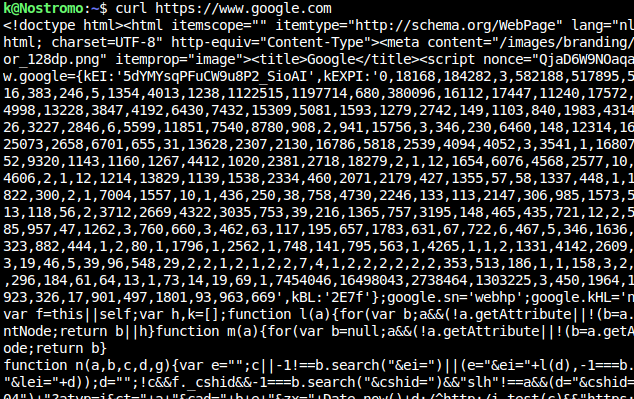 k@Nostromo:~$ curl https://www.google.com
<!doctype html><html itemscope="" itemtype="http://schema.org/WebPage" lang="nl
html; charset=UTF-8" http-equiv="Content-Type"><meta content="/images/branding/
or_128dp.png" itemprop="image"><title>Google</title><script nonce="QjaD6W9NOaqa
w.google={kEI:'5dYMYsqPFuCW9u8P2_SioAI',kEXPI:'0,18168,184282,3,582188,517895,5
16,383,246,5,1354,4013,1238,1122515,1197714,680,380096,16112,17447,11240,17572,
4998,13228,3847,4192,6430,7432,15309,5081,1593,1279,2742,149,1103,840,1983,4314
26,3227,2846,6,5599,11851,7540,8780,908,2,941,15756,3,346,230,6460,148,12314,16
25073,2658,6701,655,31,13628,2307,2130,16786,5818,2539,4094,4052,3,3541,1,16807
52,9320,1143,1160,1267,4412,1020,2381,2718,18279,2,1,12,1654,6076,4568,2577,10,
4606,2,1,12,1214,13829,1139,1538,2334,460,2071,2179,427,1355,57,58,1337,448,1,1
822,300,2,1,7004,1557,10,1,436,250,38,758,4730,2246,133,113,2147,306,985,1573,5
13,118,56,2,3712,2669,4322,3035,753,39,216,1365,757,3195,148,465,435,721,12,2,5
85,957,47,1262,3,760,660,3,462,63,117,195,657,1783,631,67,722,6,467,5,346,1636,
323,882,444,1,2,80,1,1796,1,2562,1,748,141,795,563,1,4265,1,1,2,1331,4142,2609,
3,19,46,5,39,96,548,29,2,2,1,2,1,2,2,7,4,1,2,2,2,2,2,2,353,513,186,1,1,158,3,2,
,296,184,61,64,13,1,73,14,19,69,1,7454046,16498043,2738464,1303225,3,450,1964,1
923,326,17,901,497,1801,93,963,669',kBL:'2E7f'};google.sn='webhp';google.kHL='n
var f=this||self;var h,k=[];function l(a){for(var b;a&&(!a.getAttribute||!(b=a.
ntNode;return b||h}function m(a){for(var b=null;a&&(!a.getAttribute||!(b=a.getA
ode;return b}
function n(a,b,c,d,g){var e="";c||-1!==b.search("&ei=")||(e="&ei="+l(d),-1===b.
"&lei="+d));d="";!c&&f._cshid&&-1===b.search("&cshid=")&&"slh"!==a&&(d="&cshid=